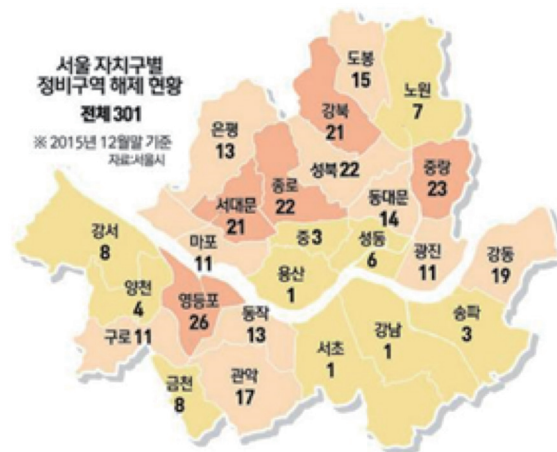 서울 자치구별
정비구역 해제 현황
전체 301
※ 2015년 12월말 기준
자료:서울시
도봉
15
노원
7
강북
21
은평
13
성북 22
중랑
23
종로
22
서대문
21
동대문
14
강서
8
마포
11
중 3
성동
6
광진
11
강동
19
용산
1
양천
4
영등포
26
동작
13
구로 11
서초
1
강남
1
송파
3
금천
8
관악
17